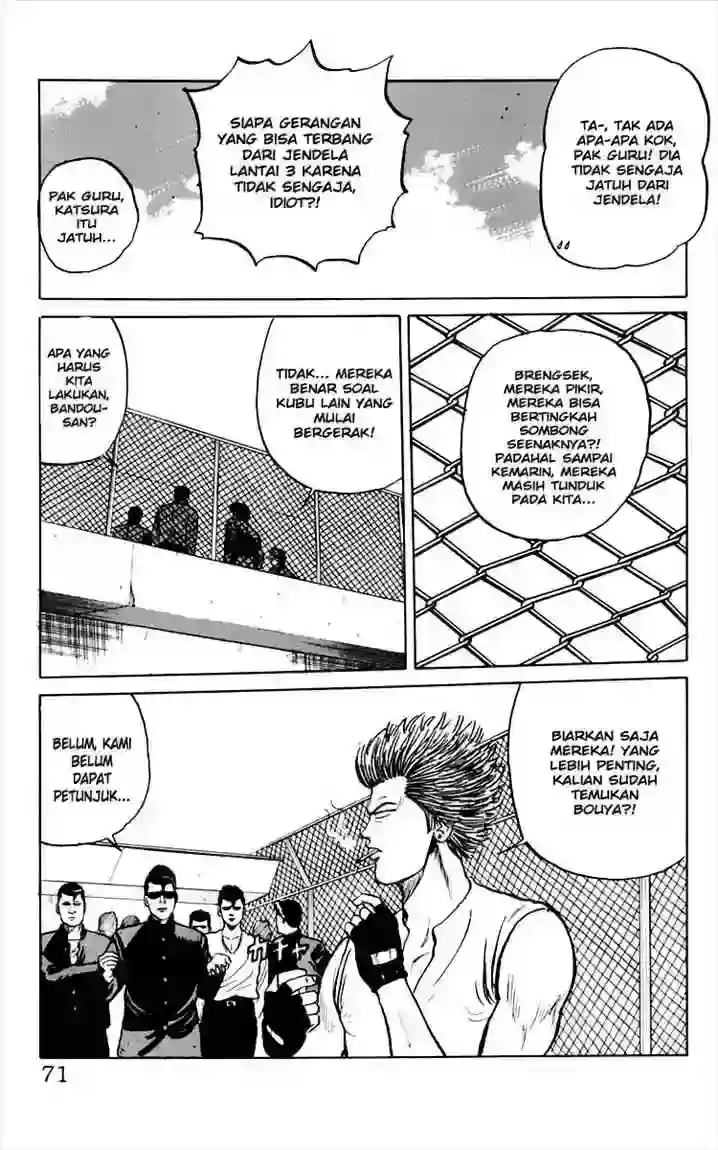 TA-, TAK ADA
APA-APA KOK,
PAK GURU! DIA
TIDAK SENGAJA
JATUH DARI
JENDELA!
SIAPA GERANGAN
YANG BISA TERBANG
DARI JENDELA
LANTAI 3 KARENA
TIDAK SENGAJA,
IDIOT?!
PAK GURU,
KATSURA
ITU
JATUH...
BRENGSEK,
MEREKA PIKIR,
MEREKA BISA
BERTINGKAH
SOMBONG
SEENAKNYA?!
PADAHAL SAMPAI
KEMARIN, MEREKA
MASIH TUNDUK
PADA KITA...
TIDAK... MEREKA
BENAR SOAL
KUBU LAIN YANG
MULAI
BERGERAK!
APA YANG
HARUS
KITA
LAKUKAN,
BANDOU-
SAN?
BIARKAN SAJA
MEREKA! YANG
LEBIH PENTING,
KALIAN SUDAH
TEMUKAN
BOUYA?!
BELUM, KAMI
BELUM
DAPAT
PETUNJUK...
71